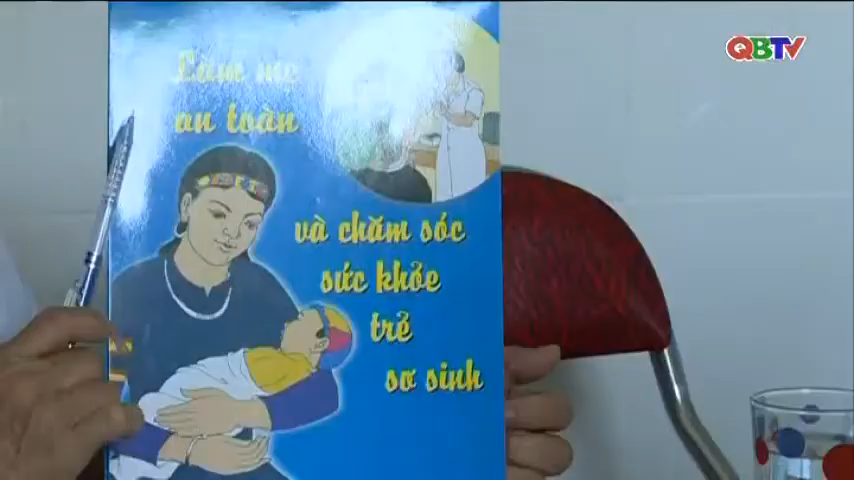 QBTV
Làm mẹ
an toàn
và chăm sóc
sức khỏe
trẻ
sơ sinh